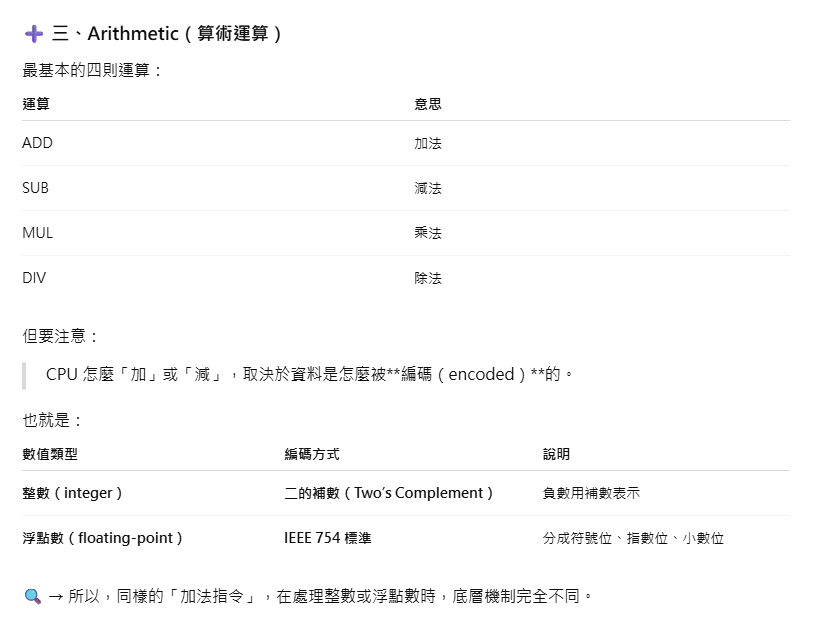 ➕ 三、Arithmetic（算術運算）
最基本的四則運算：
運算 意思
ADD 加法
SUB 減法
MUL 乘法
DIV 除法
但要注意：
CPU 怎麼「加」或「減」，取決於資料是怎麼被**編碼（encoded）**的。
也就是：
數值類型 編碼方式 說明
整數（integer） 二的補數（Two’s Complement） 負數用補數表示
浮點數（floating-point） IEEE 754 標準 分成符號位、指數位、小數位
🔍 → 所以，同樣的「加法指令」，在處理整數或浮點數時，底層機制完全不同。